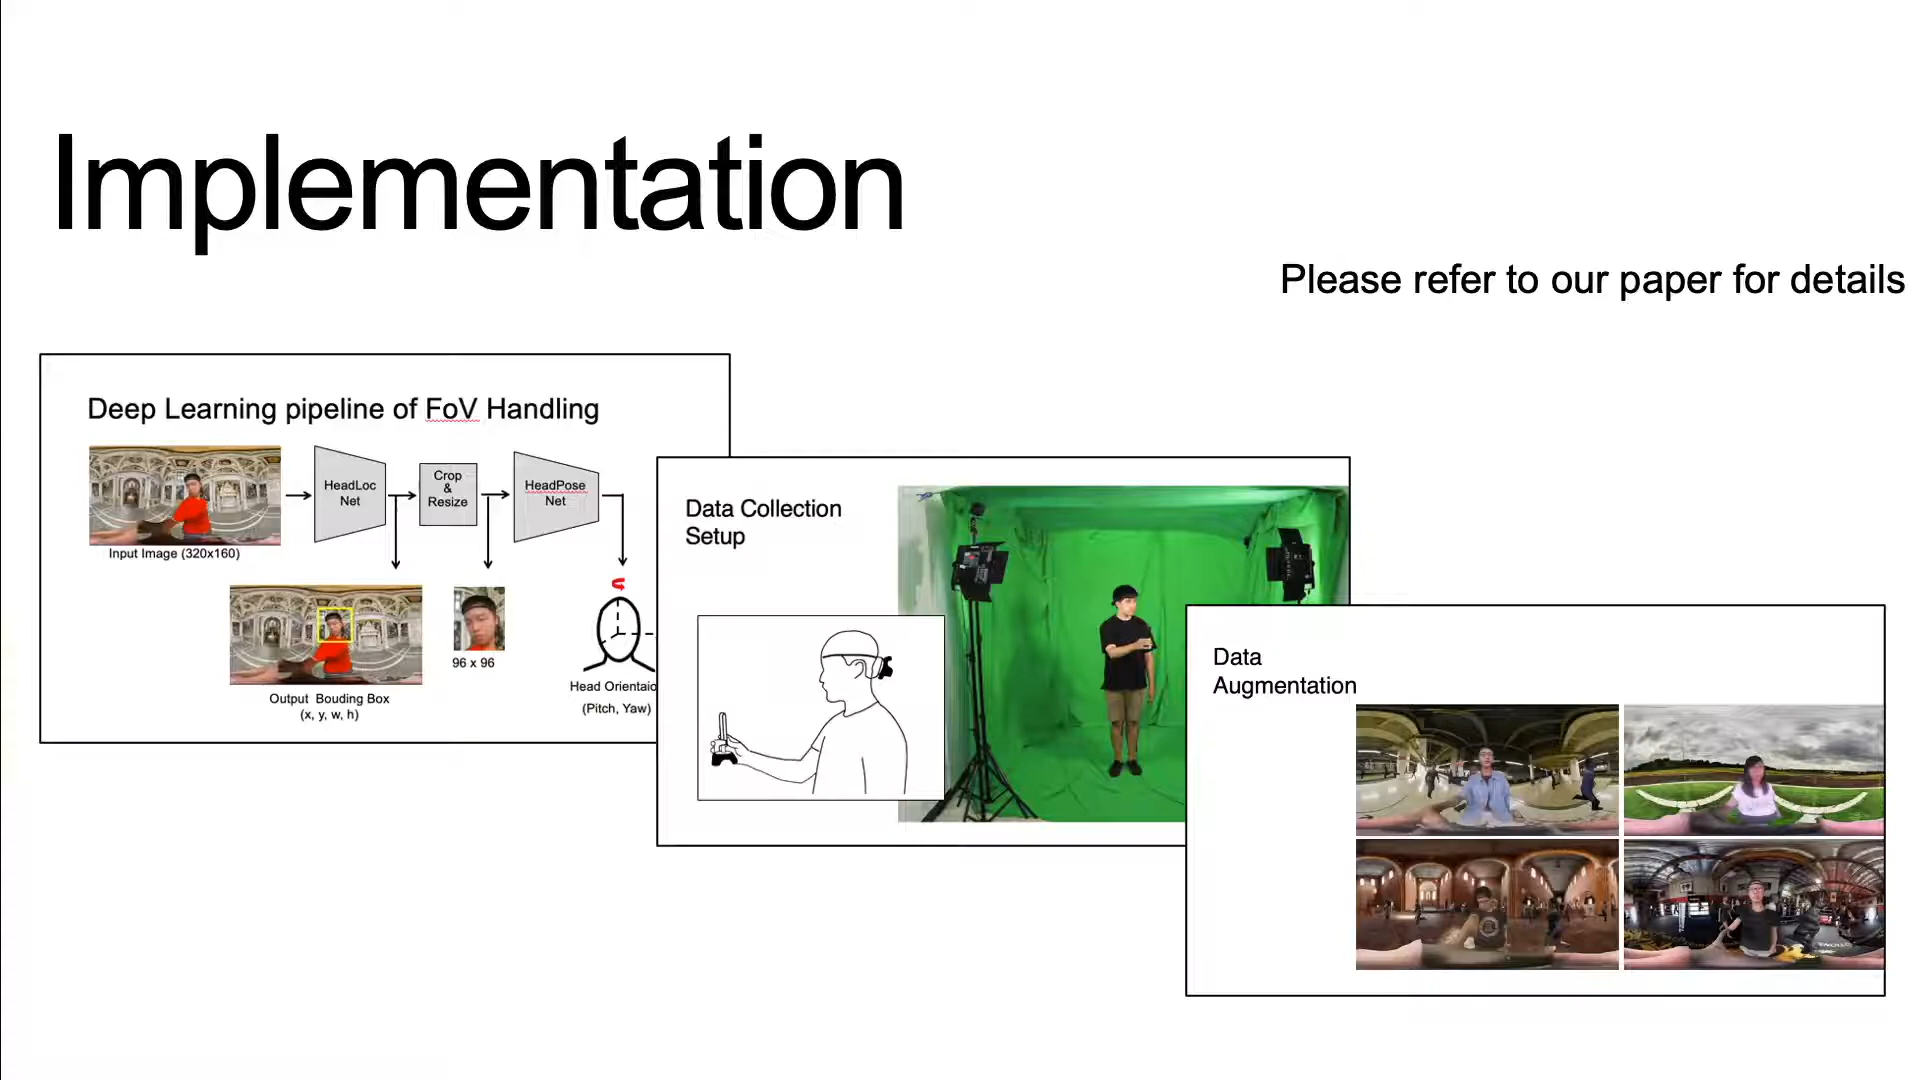 Implementation
Please refer to our paper for details
Deep Learning pipeline of FoV Handling
HeadLoc
Net
Crop
&
Resize
HeadPose
Net
Input Image (320x160)
96 x 96
Output Bouding Box
(x, y, w, h)
Head Orientaio
(Pitch, Yaw)
Data Collection
Setup
Data
Augmentation